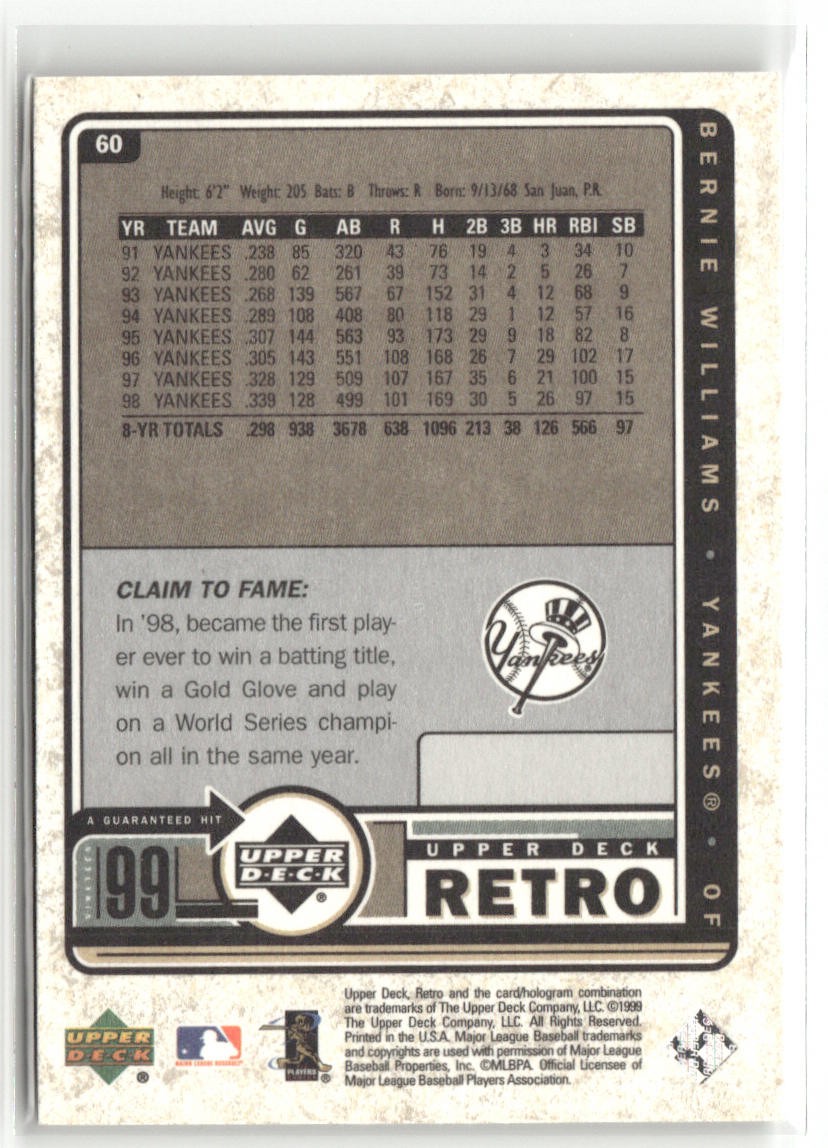 60
Height: 6'2" Weight: 205 Bats: B Throws: R Born: 9/13/68 San Juan, P.R.
YR TEAM AVG G AB R H 2B 3B HR RBI SB
91 YANKEES .238 85 320 43 76 19 4 3 34 10
92 YANKEES .280 62 261 39 73 14 2 5 26 7
93 YANKEES .268 139 567 67 152 31 4 12 68 9
94 YANKEES .289 108 408 80 118 29 1 12 57 16
95 YANKEES .307 144 563 93 173 29 9 18 82 8
96 YANKEES .305 143 551 108 168 26 7 29 102 17
97 YANKEES .328 129 509 107 167 35 6 21 100 15
98 YANKEES .339 128 499 101 169 30 5 26 97 15
8-YR TOTALS .298 938 3678 638 1096 213 38 126 566 97
BERNIE WILLIAMS • YANKEES® • OF
CLAIM TO FAME:
In '98, became the first play-
er ever to win a batting title,
win a Gold Glove and play
on a World Series champi-
on all in the same year.
Yankees
A GUARANTEED HIT
99
UPPER
D·E·C·K
®
UPPER DECK
RETRO
Upper Deck, Retro and the card/hologram combination
are trademarks of The Upper Deck Company, LLC. ©1999
The Upper Deck Company, LLC. All Rights Reserved.
Printed in the U.S.A. Major League Baseball trademarks
and copyrights are used with permission of Major League
Baseball Properties, Inc. ©MLBPA. Official Licensee of
Major League Baseball Players Association.
UPPER
DECK
®
MAJOR LEAGUE BASEBALL
PLAYERS
®